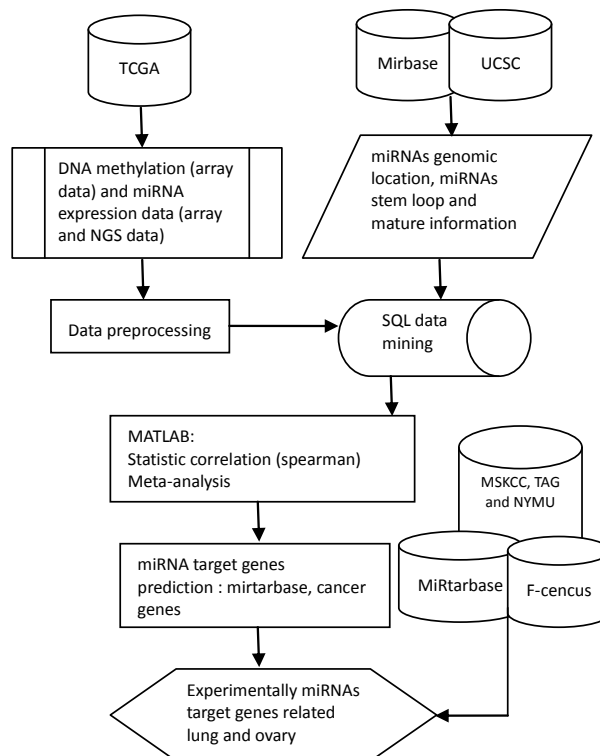 TCGA
Mirbase
UCSC
DNA methylation (array
data) and miRNA
expression data (array
and NGS data)
miRNAs genomic
location, miRNAs
stem loop and
mature information
Data preprocessing
SQL data
mining
MATLAB:
Statistic correlation (spearman)
Meta-analysis
MSKCC, TAG
and NYMU
miRNA target genes
prediction : mirtarbase, cancer
genes
MiRtarbase
F-cencus
Experimentally miRNAs
target genes related
lung and ovary